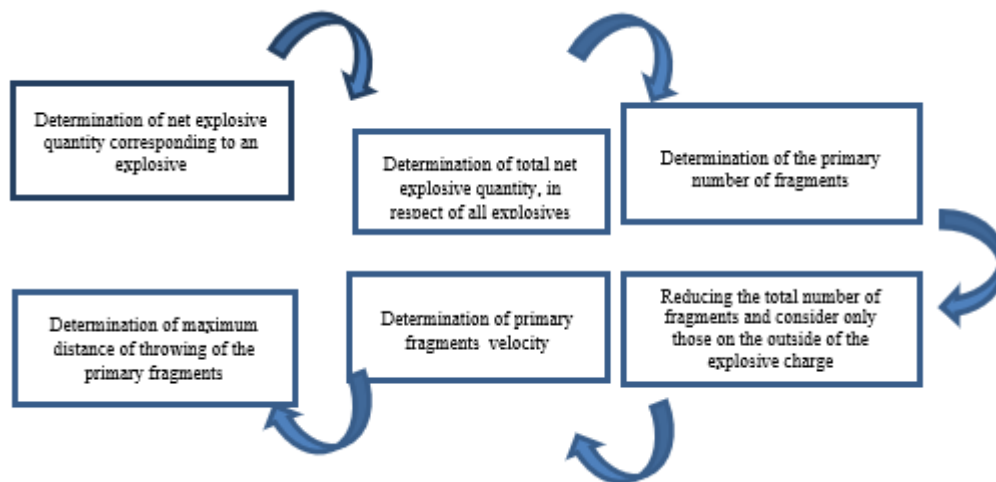 Determination of net explosive
quantity corresponding to an
explosive
Determination of total net
explosive quantity, in
respect of all explosives
Determination of the primary
number of fragments
Reducing the total number of
fragments and consider only
those on the outside of the
explosive charge
Determination of primary
fragments velocity
Determination of maximum
distance of throwing of the
primary fragments